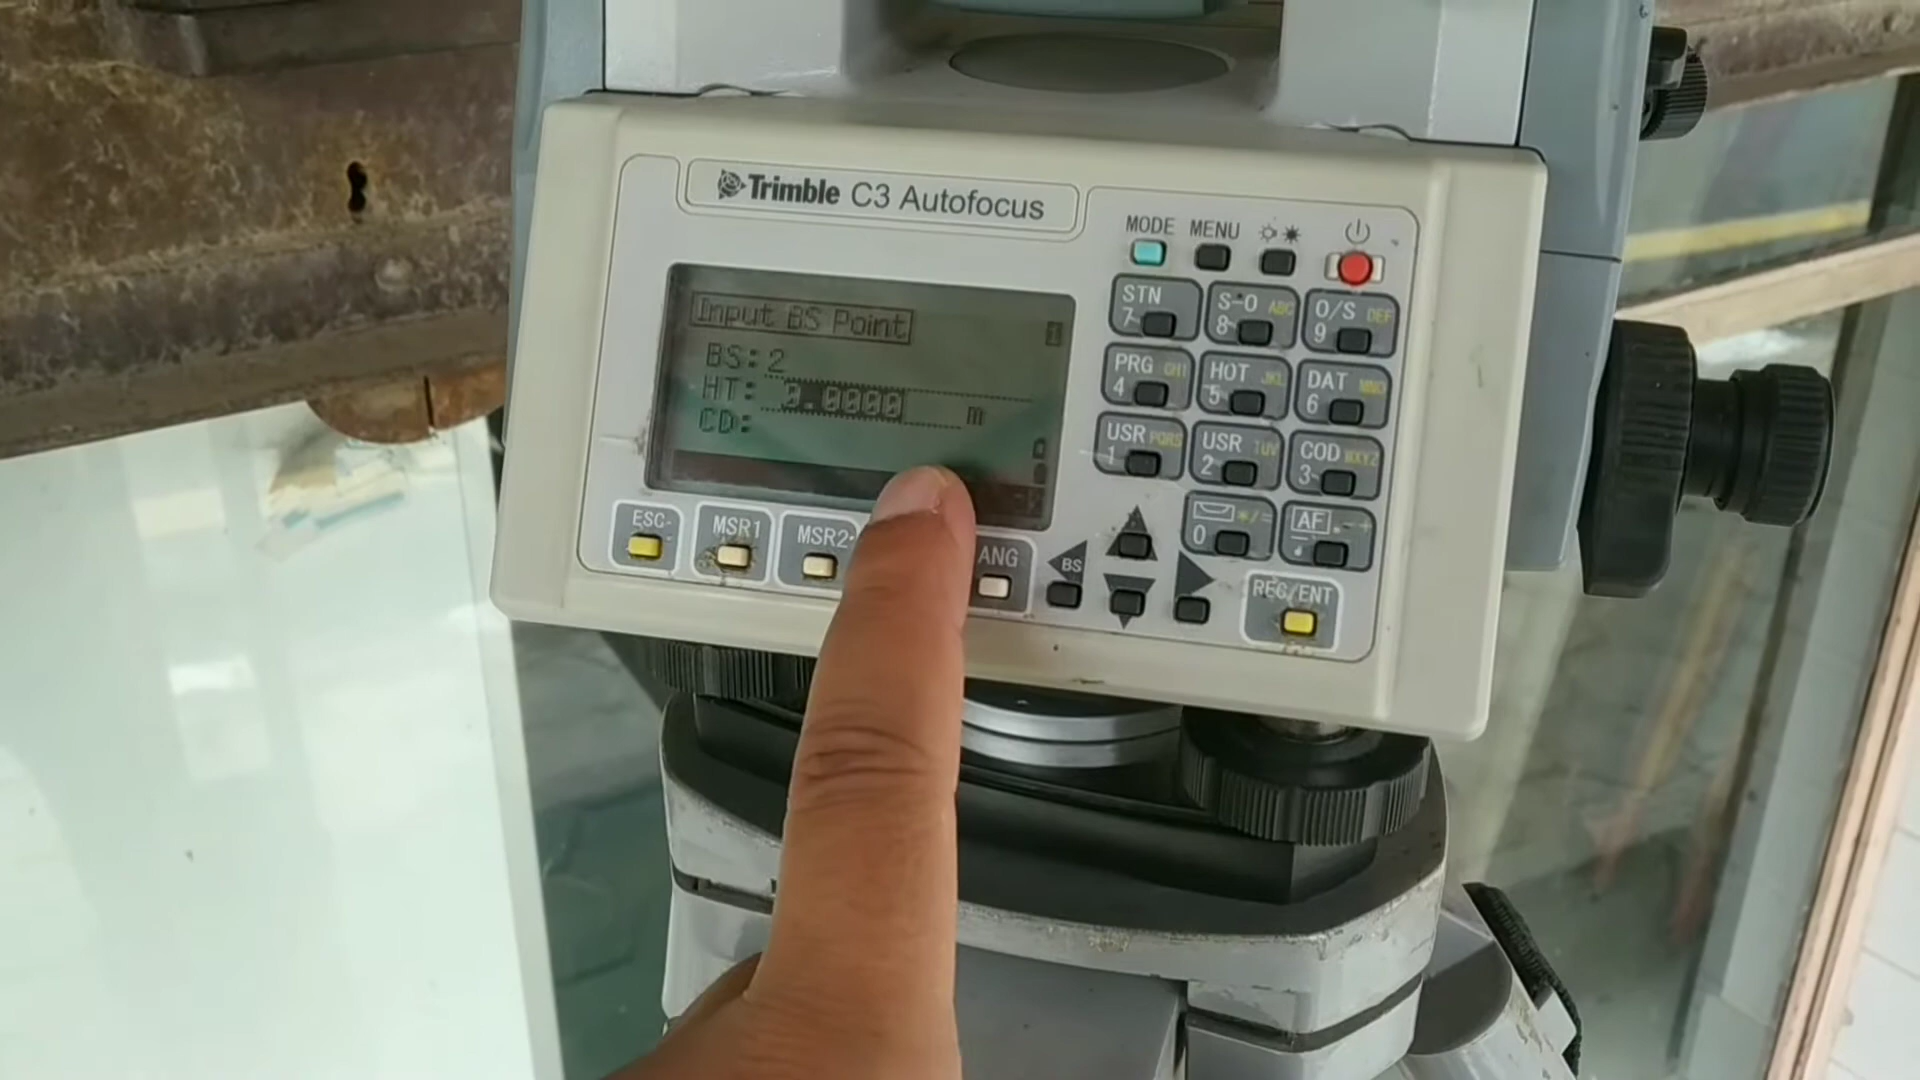 Trimble C3 Autofocus
MODE MENU
Input BS Point
BS: 2
HT: 0.0000 m
CD:
STN 7
S-O ABC 8
O/S DEF 9
PRG GHI 4
HOT JKL 5
DAT MNO 6
USR PQRS 1
USR TUV 2
COD WXYZ 3
0 */=
AF .-+
ESC
MSR1
MSR2
ANG
BS
REC/ENT